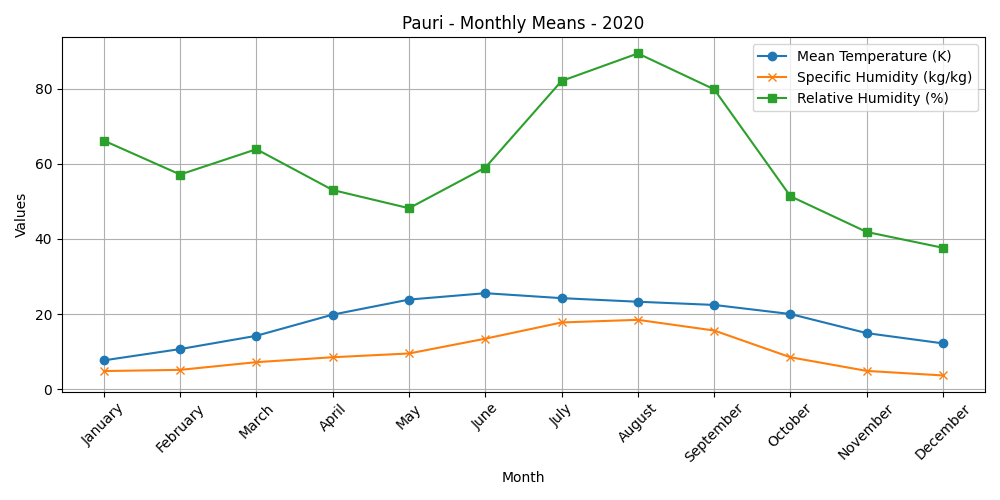 Pauri - Monthly Means - 2020
Mean Temperature (K)
Specific Humidity (kg/kg)
Relative Humidity (%)
Values
80
60
40
20
0
January
February
March
April
May
June
July
August
September
October
November
December
Month